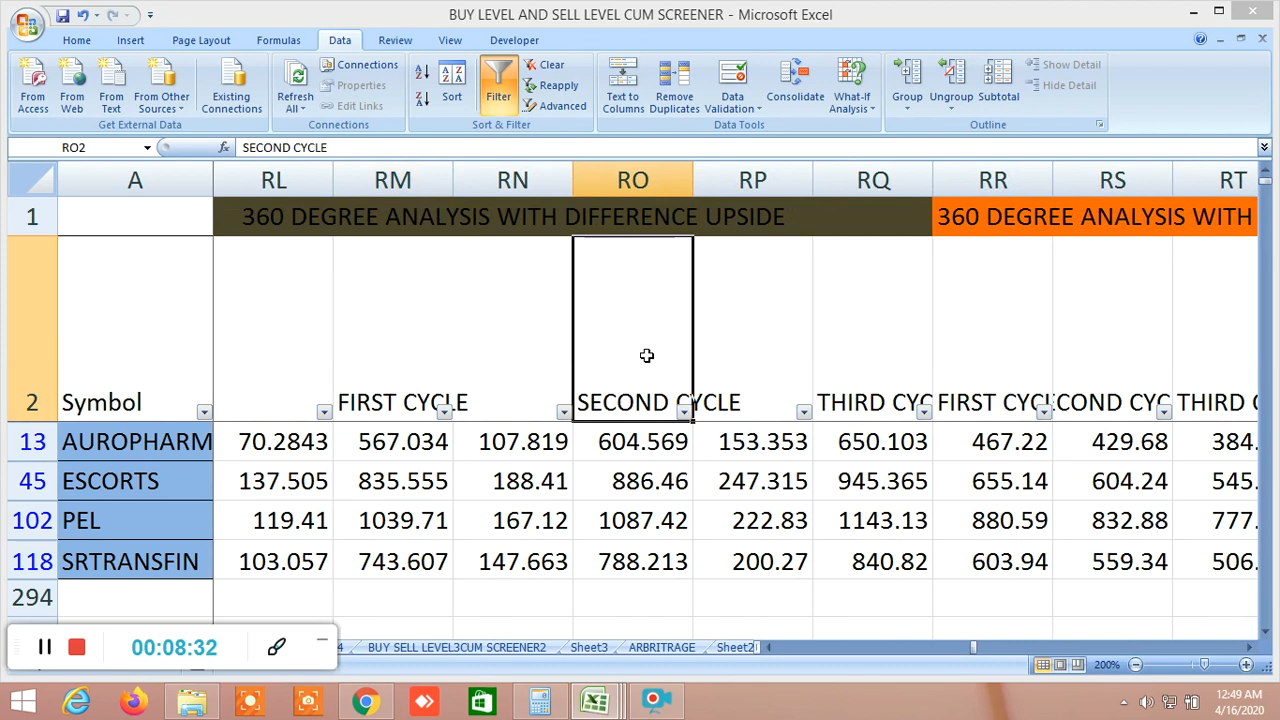 BUY LEVEL AND SELL LEVEL CUM SCREENER - Microsoft Excel
Home Insert Page Layout Formulas Data Review View Developer
From Access
From Web
From Text
From Other Sources
Existing Connections
Get External Data
Refresh All
Connections
Properties
Edit Links
Connections
Sort
Filter
Clear
Reapply
Advanced
Sort & Filter
Text to Columns
Remove Duplicates
Data Validation
Consolidate
What-If Analysis
Data Tools
Group
Ungroup
Subtotal
Show Detail
Hide Detail
Outline
RO2 fx SECOND CYCLE
A RL RM RN RO RP RQ RR RS RT
1 360 DEGREE ANALYSIS WITH DIFFERENCE UPSIDE 360 DEGREE ANALYSIS WITH
2 Symbol FIRST CYCLE SECOND CYCLE THIRD CYC FIRST CYCL ECOND CYC THIRD
13 AUROPHARM 70.2843 567.034 107.819 604.569 153.353 650.103 467.22 429.68 384.
45 ESCORTS 137.505 835.555 188.41 886.46 247.315 945.365 655.14 604.24 545.
102 PEL 119.41 1039.71 167.12 1087.42 222.83 1143.13 880.59 832.88 777.
118 SRTRANSFIN 103.057 743.607 147.663 788.213 200.27 840.82 603.94 559.34 506.
294
00:08:32
4 BUY SELL LEVEL3CUM SCREENER2 Sheet3 ARBRITRAGE Sheet2
200%
12:49 AM
4/16/2020